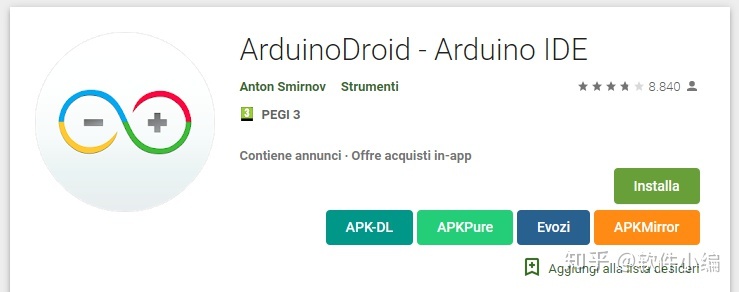 ArduinoDroid - Arduino IDE
Anton Smirnov Strumenti 8.840
3 PEGI 3
Contiene annunci · Offre acquisti in-app
Installa
APK-DL APKPure Evozi APKMirror
Aggiungi alla lista desideri
知乎 @软件小编